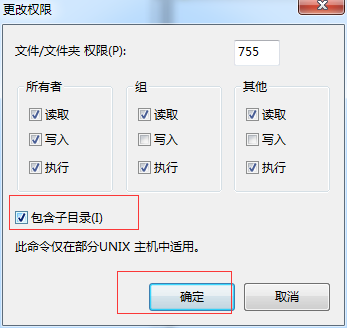 更改权限
文件/文件夹 权限(P): 755
所有者 组 其他
读取 读取 读取
写入 写入 写入
执行 执行 执行
包含子目录(I)
此命令仅在部分UNIX 主机中适用。
确定 取消